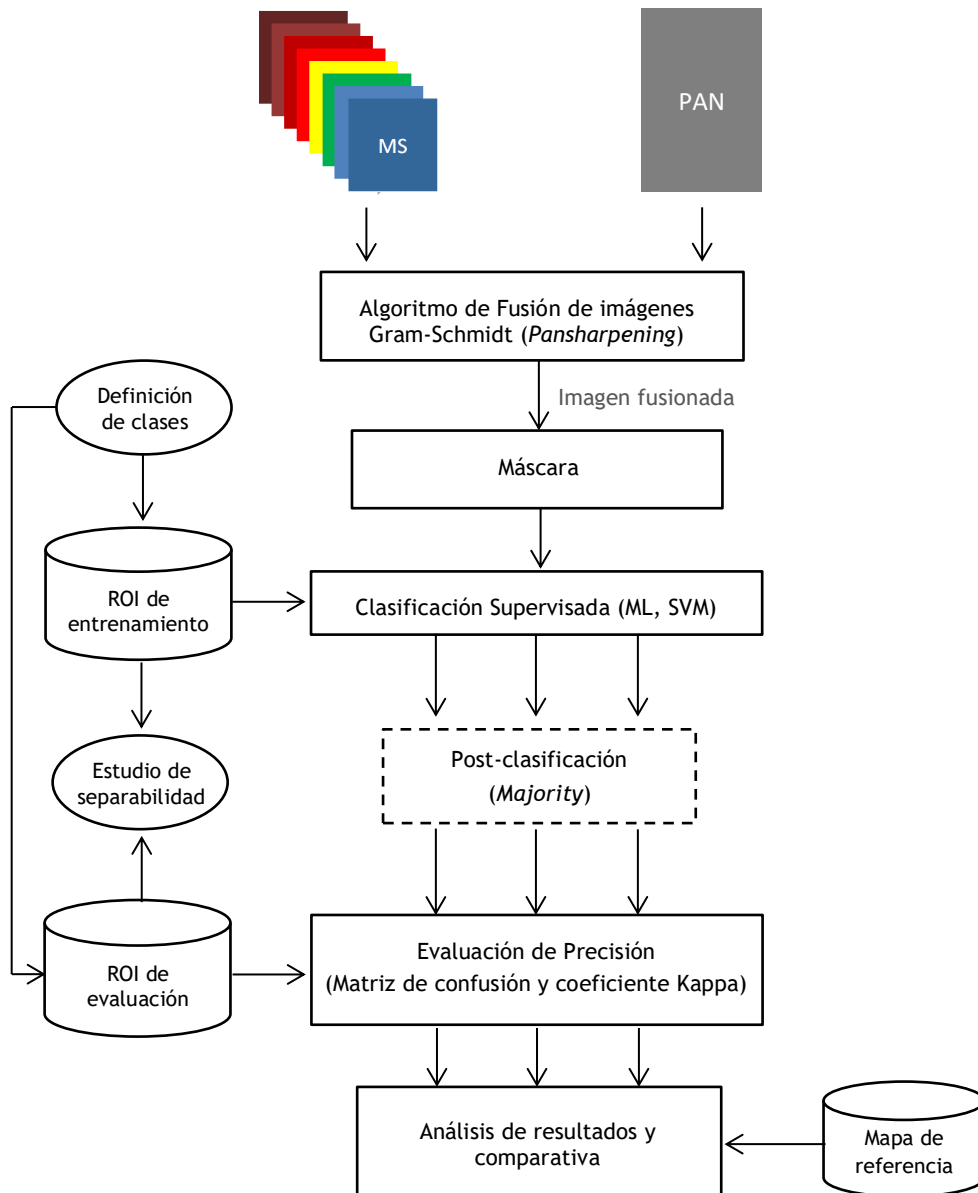 MS
PAN
Algoritmo de Fusión de imágenes
Gram-Schmidt (Pansharpening)
Imagen fusionada
Definición
de clases
Máscara
ROI de
entrenamiento
Clasificación Supervisada (ML, SVM)
Estudio de
separabilidad
Post-clasificación
(Majority)
ROI de
evaluación
Evaluación de Precisión
(Matriz de confusión y coeficiente Kappa)
Análisis de resultados y
comparativa
Mapa de
referencia